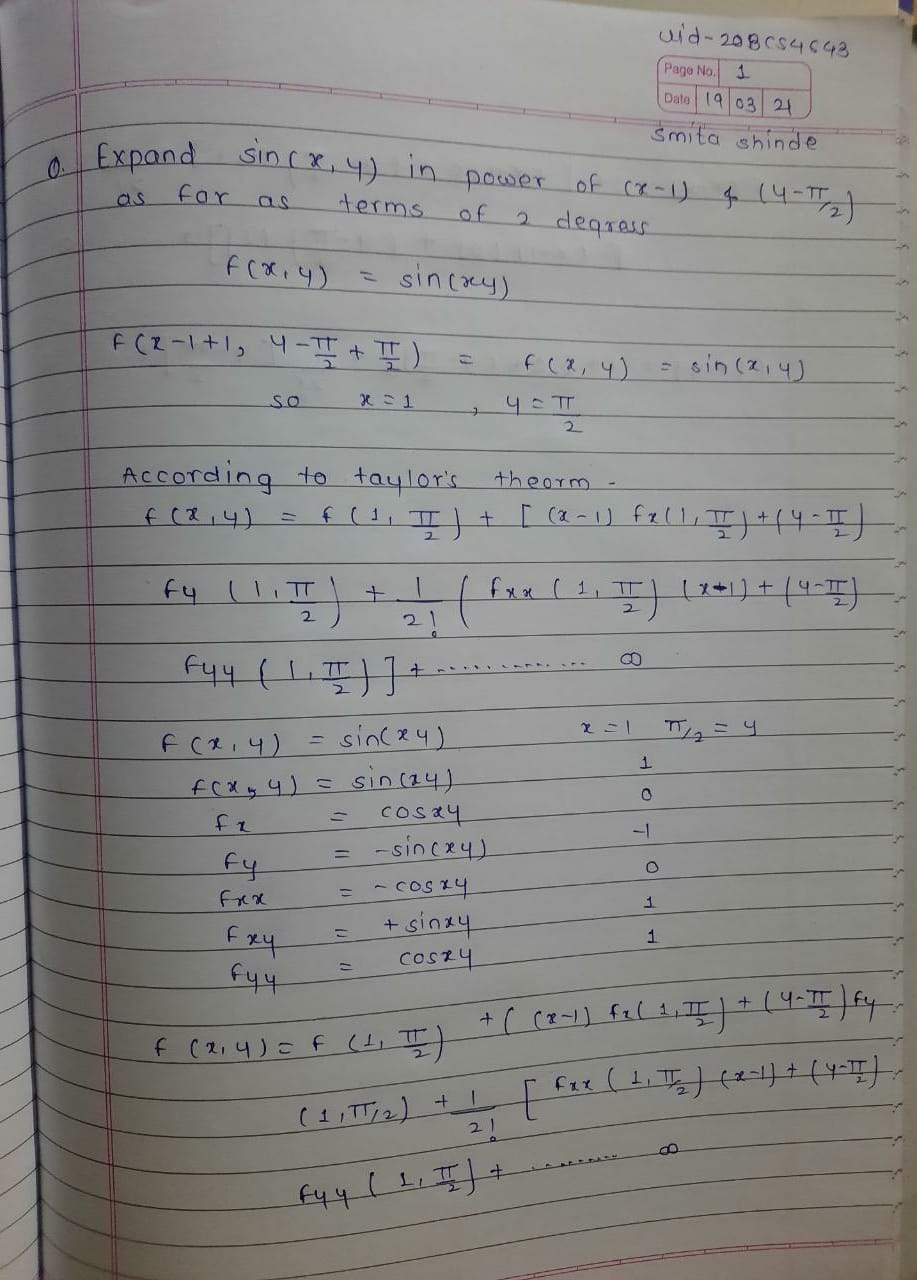 uid-20BCS4643
Page No. 1
Date 19 03 21
Smita shinde
Q. Expand sin(x,y) in power of (x-1) & (y-π/2)
as far as terms of 2 degress
f(x,y) = sin(xy)
f(x-1+1, y-π/2+π/2) = f(x,y) = sin(x,y)
so x=1, y=π/2
According to taylor's theorm -
f(x,y) = f(1,π/2) + [(x-1) fx(1,π/2)+(y-π/2)
fy (1,π/2) + 1/2! (fxx (1,π/2) (x-1)+(y-π/2)
fyy (1,π/2)]+ ............. ∞
f(x,y) = sin(xy) x=1 π/2=y
f(x,y) = sin(xy) 1
fx = cosxy 0
fy = -sin(xy) -1
fxx = -cosxy 0
fxy = +sinxy 1
fyy = cosxy 1
f(x,y)= f (1,π/2) +( (x-1) fx(1,π/2)+(y-π/2)fy
(1,π/2) + 1/2! [fxx (1,π/2) (x-1)+(y-π/2)
fyy (1,π/2)+ ......... ∞